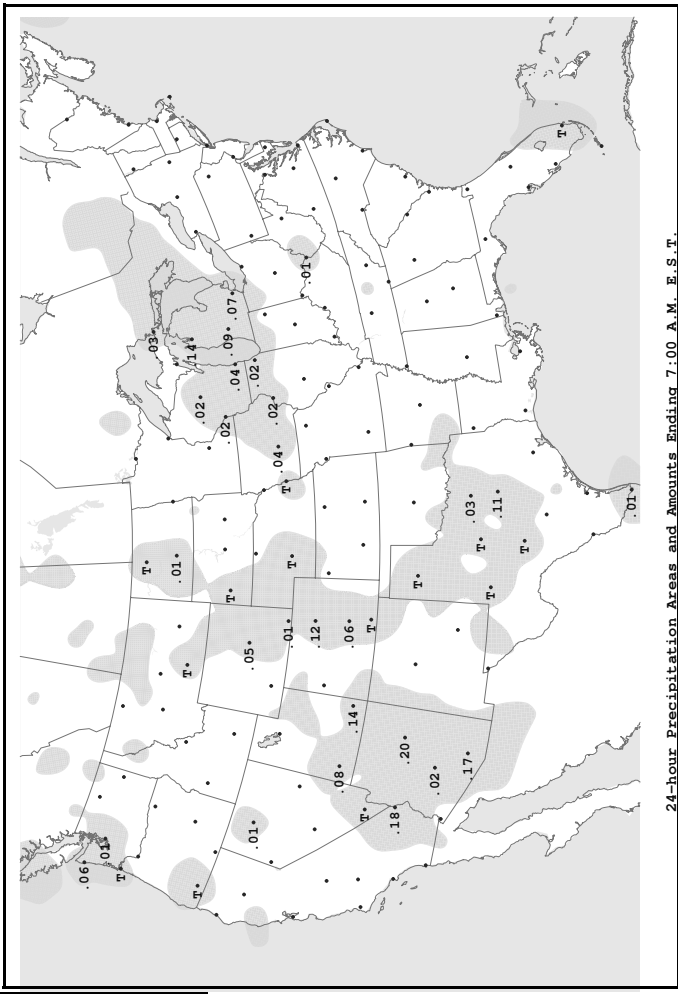 .06
.01
T
T
.03
.01
T
.14
T
.02
.02
T
.09
.07
.04
.05
.01
.02
.02
.04
T
.01
T
.01
.12
.08
.06
.14
T
T
.18
.20
T
.02
.17
.03
T
T
.11
T
T
.01
24-hour Precipitation Areas and Amounts Ending 7:00 A.M. E.S.T.